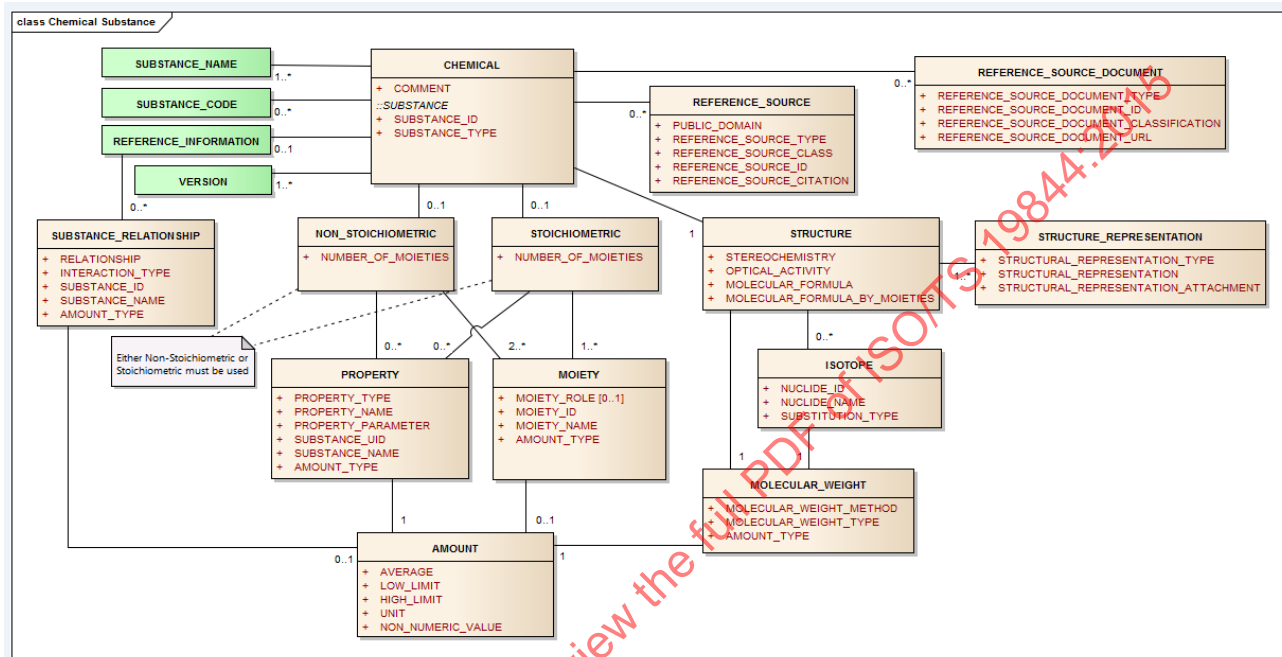 class Chemical Substance
SUBSTANCE_NAME
1..*
SUBSTANCE_CODE
0..*
REFERENCE_INFORMATION
0..1
VERSION
1..*
CHEMICAL
+ COMMENT
::SUBSTANCE
+ SUBSTANCE_ID
+ SUBSTANCE_TYPE
0..*
REFERENCE_SOURCE_DOCUMENT
+ REFERENCE_SOURCE_DOCUMENT_TYPE
+ REFERENCE_SOURCE_DOCUMENT_ID
+ REFERENCE_SOURCE_DOCUMENT_CLASSIFICATION
+ REFERENCE_SOURCE_DOCUMENT_URL
0..*
REFERENCE_SOURCE
+ PUBLIC_DOMAIN
+ REFERENCE_SOURCE_TYPE
+ REFERENCE_SOURCE_CLASS
+ REFERENCE_SOURCE_ID
+ REFERENCE_SOURCE_CITATION
0..*
SUBSTANCE_RELATIONSHIP
+ RELATIONSHIP
+ INTERACTION_TYPE
+ SUBSTANCE_ID
+ SUBSTANCE_NAME
+ AMOUNT_TYPE
0..1
NON_STOICHIOMETRIC
+ NUMBER_OF_MOIETIES
0..1
STOICHIOMETRIC
+ NUMBER_OF_MOIETIES
1
STRUCTURE
+ STEREOCHEMISTRY
+ OPTICAL_ACTIVITY
+ MOLECULAR_FORMULA
+ MOLECULAR_FORMULA_BY_MOIETIES
1..*
STRUCTURE_REPRESENTATION
+ STRUCTURAL_REPRESENTATION_TYPE
+ STRUCTURAL_REPRESENTATION
+ STRUCTURAL_REPRESENTATION_ATTACHMENT
Either Non-Stoichiometric or
Stoichiometric must be used
0..*
0..*
2..*
1..*
0..*
PROPERTY
+ PROPERTY_TYPE
+ PROPERTY_NAME
+ PROPERTY_PARAMETER
+ SUBSTANCE_UID
+ SUBSTANCE_NAME
+ AMOUNT_TYPE
MOIETY
+ MOIETY_ROLE [0..1]
+ MOIETY_ID
+ MOIETY_NAME
+ AMOUNT_TYPE
ISOTOPE
+ NUCLIDE_ID
+ NUCLIDE_NAME
+ SUBSTITUTION_TYPE
1
1
MOLECULAR_WEIGHT
+ MOLECULAR_WEIGHT_METHOD
+ MOLECULAR_WEIGHT_TYPE
+ AMOUNT_TYPE
1
0..1
0..1
1
AMOUNT
+ AVERAGE
+ LOW_LIMIT
+ HIGH_LIMIT
+ UNIT
+ NON_NUMERIC_VALUE
view the full PDF of ISO/TS 19844:2015